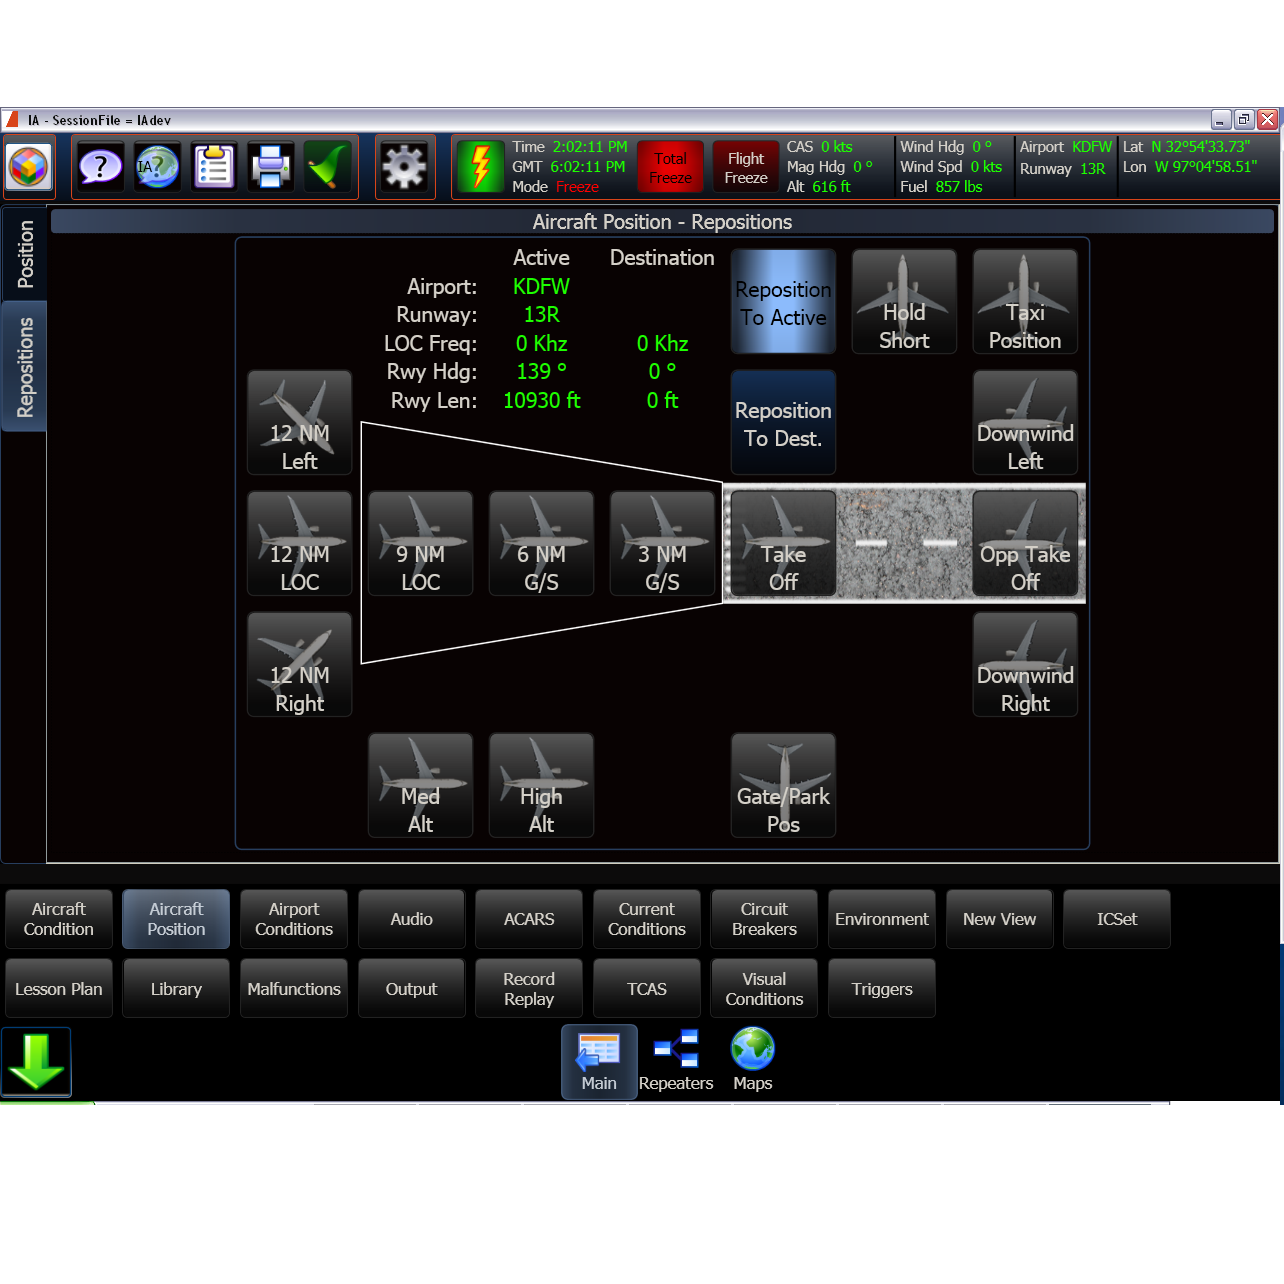 IA - SessionFile = IAdev
?
IA?
Time 2:02:11 PM
GMT 6:02:11 PM
Mode Freeze
Total
Freeze
Flight
Freeze
CAS 0 kts
Mag Hdg 0 °
Alt 616 ft
Wind Hdg 0 °
Wind Spd 0 kts
Fuel 857 lbs
Airport KDFW
Runway 13R
Lat N 32°54'33.73"
Lon W 97°04'58.51"
Position
Repositions
Aircraft Position - Repositions
Active Destination
Airport: KDFW
Runway: 13R
LOC Freq: 0 Khz 0 Khz
Rwy Hdg: 139 ° 0 °
Rwy Len: 10930 ft 0 ft
Reposition
To Active
Hold
Short
Taxi
Position
12 NM
Left
Reposition
To Dest.
Downwind
Left
12 NM
LOC
9 NM
LOC
6 NM
G/S
3 NM
G/S
Take
Off
Opp Take
Off
12 NM
Right
Downwind
Right
Med
Alt
High
Alt
Gate/Park
Pos
Aircraft
Condition
Aircraft
Position
Airport
Conditions
Audio
ACARS
Current
Conditions
Circuit
Breakers
Environment
New View
ICSet
Lesson Plan
Library
Malfunctions
Output
Record
Replay
TCAS
Visual
Conditions
Triggers
Main
Repeaters
Maps